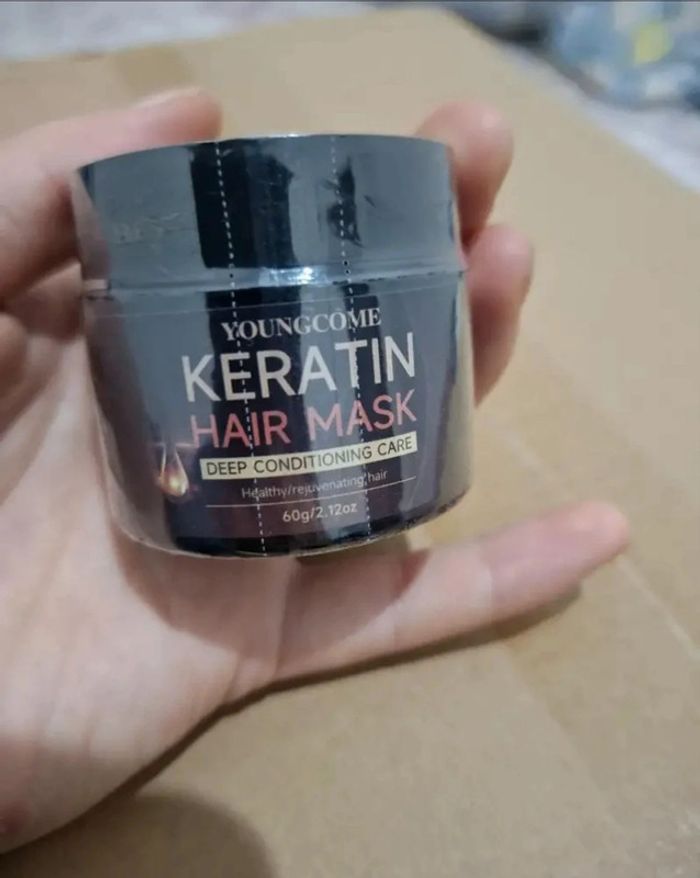 YOUNGCOME
KERATIN
HAIR MASK
DEEP CONDITIONING CARE
Healthy/rejuvenating hair
60g/2.12oz